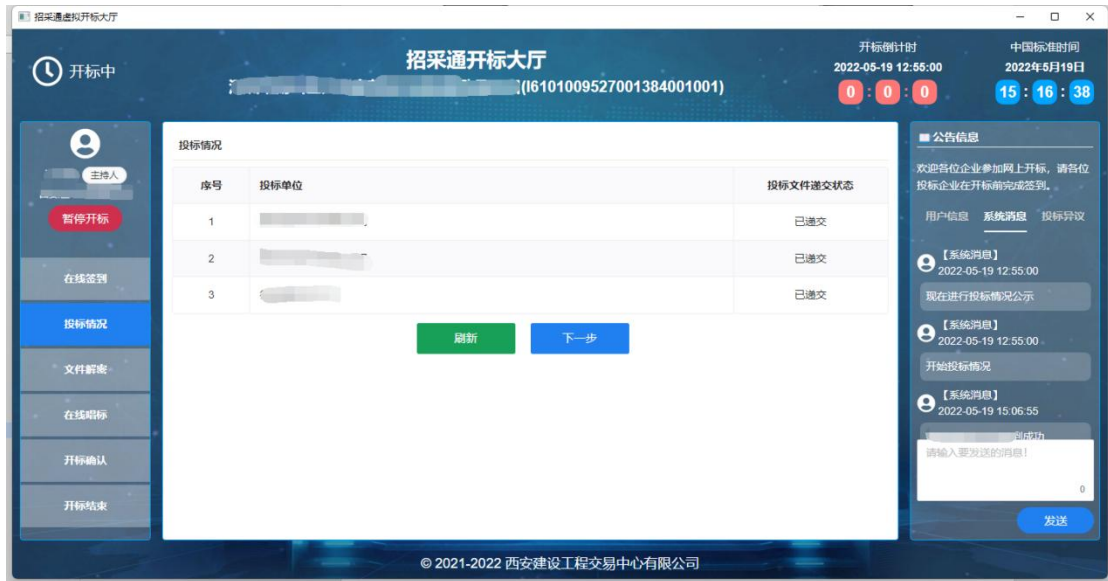 招采通虚拟开标大厅
开标中
招采通开标大厅
(I6101009527001384001001)
开标倒计时
2022-05-19 12:55:00
0 : 0 : 0
中国标准时间
2022年5月19日
15 : 16 : 38
主持人
暂停开标
在线签到
投标情况
文件解密
在线唱标
开标确认
开标结束
投标情况
序号 投标单位 投标文件递交状态
1 已递交
2 已递交
3 已递交
刷新 下一步
公告信息
欢迎各位企业参加网上开标，请各位
投标企业在开标前完成签到。
用户信息 系统消息 投标异议
【系统消息】
2022-05-19 12:55:00
现在进行投标情况公示
【系统消息】
2022-05-19 12:55:00
开始投标情况
【系统消息】
2022-05-19 15:06:55
到成功
请输入要发送的消息!
0
发送
© 2021-2022 西安建设工程交易中心有限公司